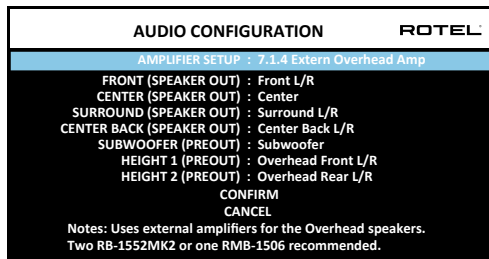 AUDIO CONFIGURATION ROTEL
AMPLIFIER SETUP : 7.1.4 Extern Overhead Amp
FRONT (SPEAKER OUT) : Front L/R
CENTER (SPEAKER OUT) : Center
SURROUND (SPEAKER OUT) : Surround L/R
CENTER BACK (SPEAKER OUT) : Center Back L/R
SUBWOOFER (PREOUT) : Subwoofer
HEIGHT 1 (PREOUT) : Overhead Front L/R
HEIGHT 2 (PREOUT) : Overhead Rear L/R
CONFIRM
CANCEL
Notes: Uses external amplifiers for the Overhead speakers.
Two RB-1552MK2 or one RMB-1506 recommended.